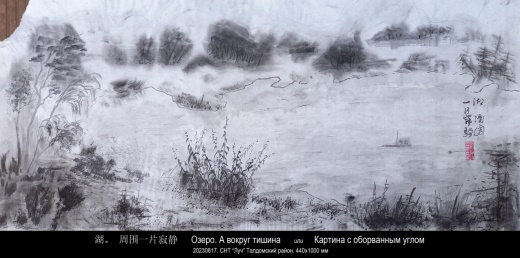 湖。 周围一片寂静 Озеро. А вокруг тишина или Картина с оборванным углом
20230617. СНТ "Луч" Талдомский район. 440х1000 мм